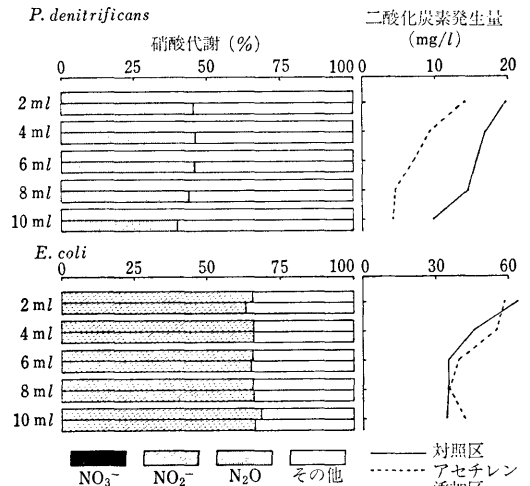 P. denitrificans
硝酸代謝 (%)
0 25 50 75 100
2 ml
4 ml
6 ml
8 ml
10 ml
二酸化炭素発生量
(mg/l)
0 10 20
E. coli
0 25 50 75 100
2 ml
4 ml
6 ml
8 ml
10 ml
0 30 60
NO₃⁻ NO₂⁻ N₂O その他
対照区
アセチレン